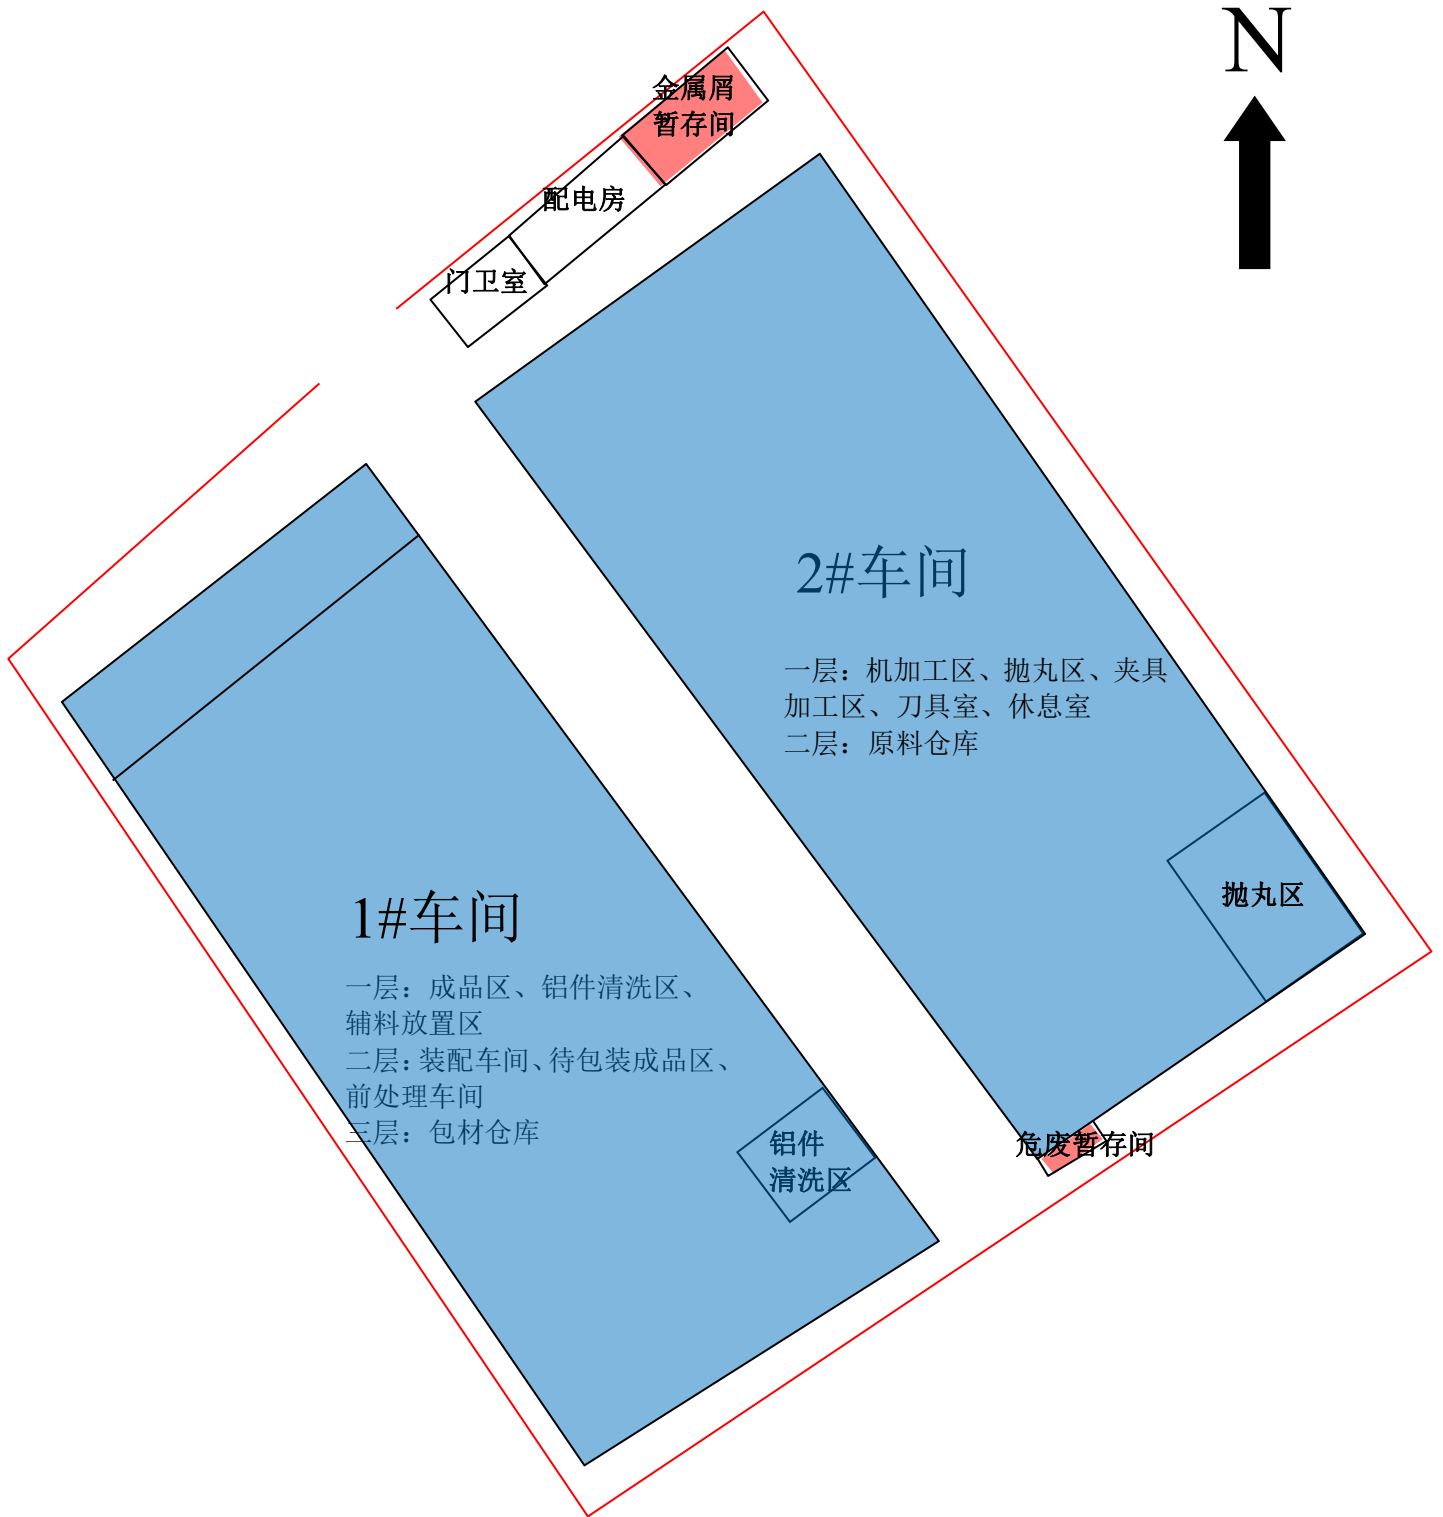 N
金属屑
暂存间
配电房
门卫室
2#车间
一层：机加工区、抛丸区、夹具
加工区、刀具室、休息室
二层：原料仓库
抛丸区
1#车间
一层：成品区、铝件清洗区、
辅料放置区
二层：装配车间、待包装成品区、
前处理车间
三层：包材仓库
铝件
清洗区
危废暂存间